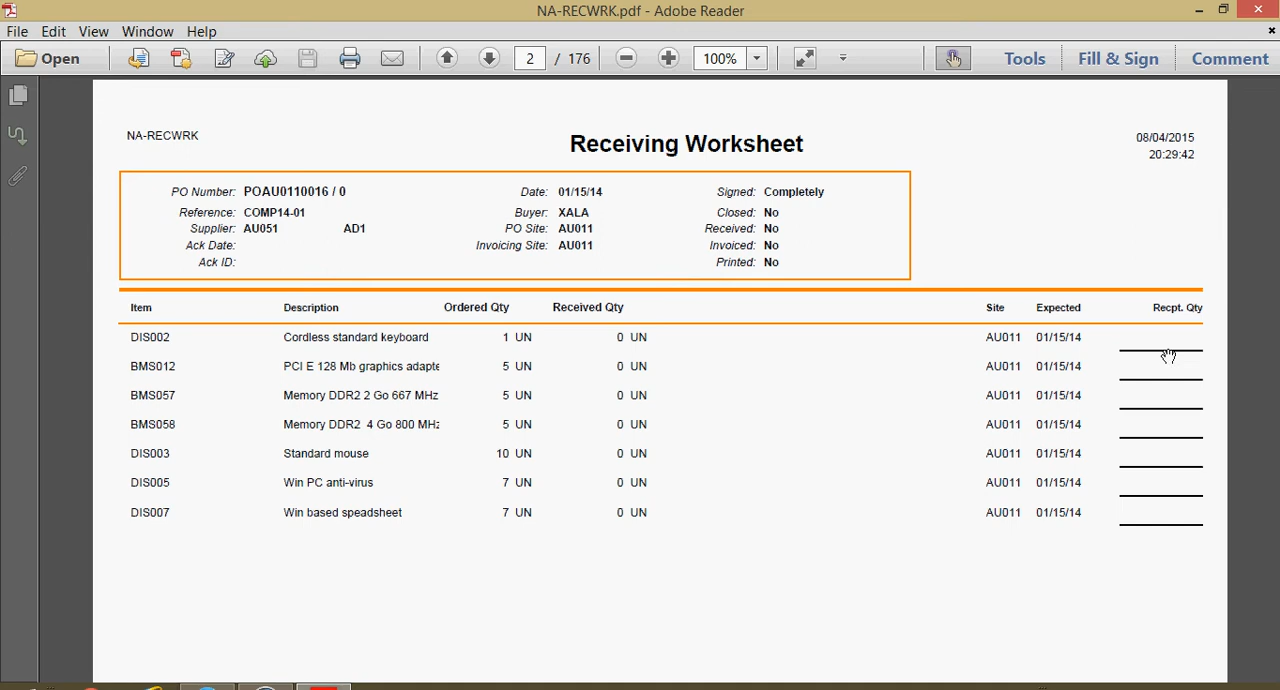 NA-RECWRK.pdf - Adobe Reader
File Edit View Window Help
Open 2 / 176 100% Tools Fill & Sign Comment
NA-RECWRK Receiving Worksheet 08/04/2015
20:29:42
PO Number: POAU0110016 / 0 Date: 01/15/14 Signed: Completely
Reference: COMP14-01 Buyer: XALA Closed: No
Supplier: AU051 AD1 PO Site: AU011 Received: No
Ack Date: Invoicing Site: AU011 Invoiced: No
Ack ID: Printed: No
Item Description Ordered Qty Received Qty Site Expected Recpt. Qty
DIS002 Cordless standard keyboard 1 UN 0 UN AU011 01/15/14
BMS012 PCI E 128 Mb graphics adapte 5 UN 0 UN AU011 01/15/14
BMS057 Memory DDR2 2 Go 667 MHz 5 UN 0 UN AU011 01/15/14
BMS058 Memory DDR2 4 Go 800 MHz 5 UN 0 UN AU011 01/15/14
DIS003 Standard mouse 10 UN 0 UN AU011 01/15/14
DIS005 Win PC anti-virus 7 UN 0 UN AU011 01/15/14
DIS007 Win based speadsheet 7 UN 0 UN AU011 01/15/14